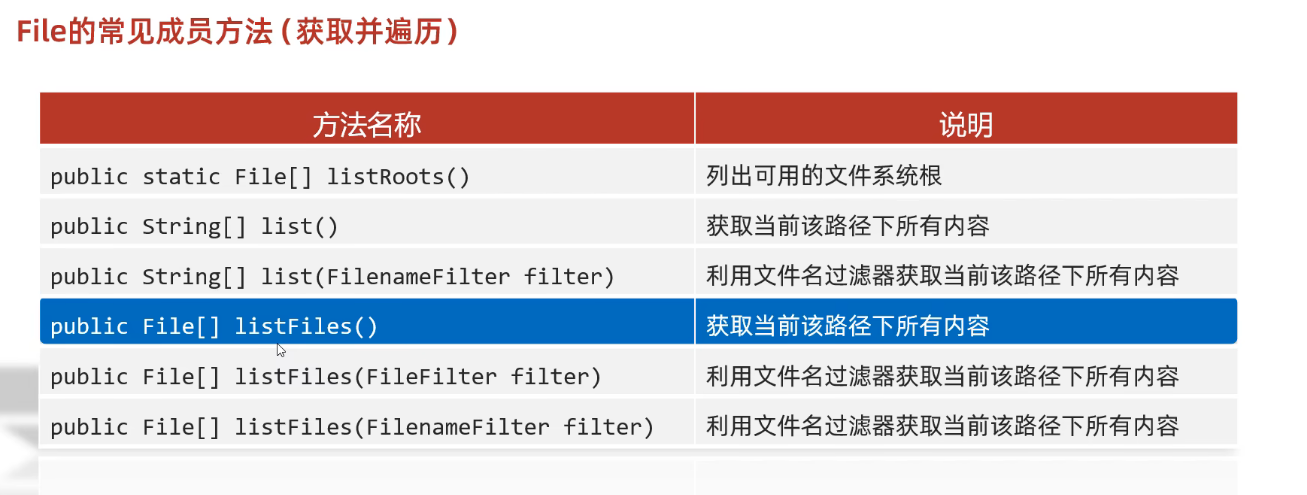 File的常见成员方法(获取并遍历)
方法名称 说明
public static File[] listRoots() 列出可用的文件系统根
public String[] list() 获取当前该路径下所有内容
public String[] list(FilenameFilter filter) 利用文件名过滤器获取当前该路径下所有内容
public File[] listFiles() 获取当前该路径下所有内容
public File[] listFiles(FileFilter filter) 利用文件名过滤器获取当前该路径下所有内容
public File[] listFiles(FilenameFilter filter) 利用文件名过滤器获取当前该路径下所有内容